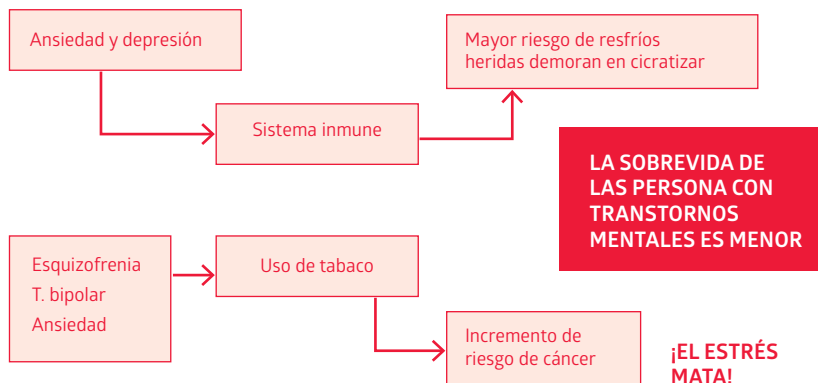 Ansiedad y depresión
Mayor riesgo de resfríos
heridas demoran en cicratizar
Sistema inmune
LA SOBREVIDA DE
LAS PERSONA CON
TRANSTORNOS
MENTALES ES MENOR
Esquizofrenia
T. bipolar
Ansiedad
Uso de tabaco
Incremento de
riesgo de cáncer
¡EL ESTRÉS
MATA!